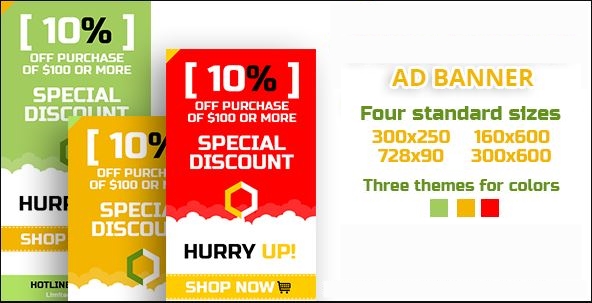 [ 10% ]
OFF PURCHASE
OF $100 OR MORE
SPECIAL
DISCOUNT
HURRY
SHOP
HOTLINE
[ 10%
OFF PURCHASE
OF $100 OR MORE
SPECIAL
DISCOUNT
HURRY
SHOP
[ 10% ]
OFF PURCHASE
OF $100 OR MORE
SPECIAL
DISCOUNT
HURRY UP!
SHOP NOW
AD BANNER
Four standard sizes
300x250 160x600
728x90 300x600
Three themes for colors